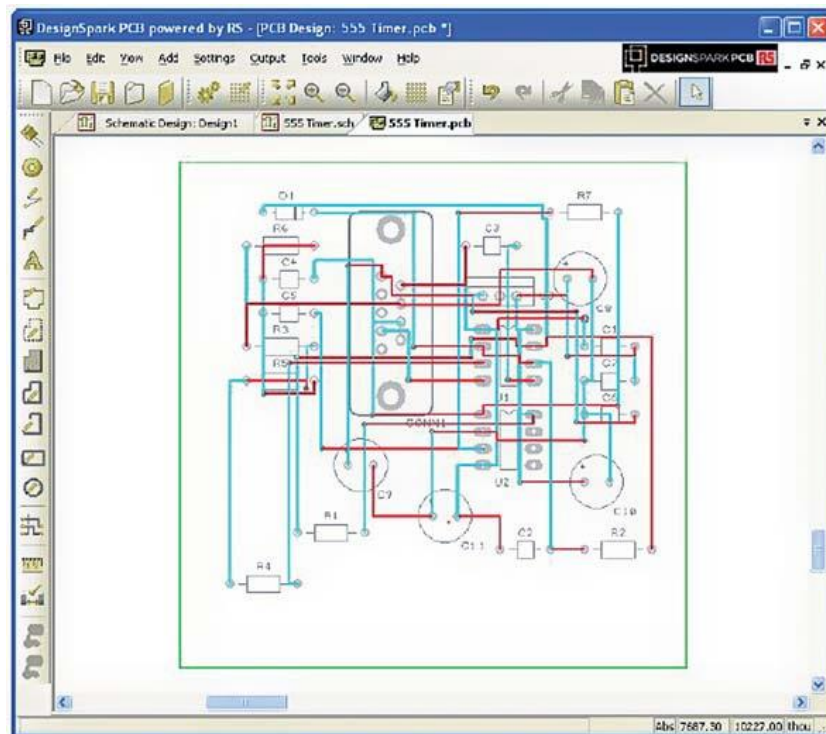 DesignSpark PCB powered by RS - [PCB Design: 555 Timer.pcb *]
File Edit View Add Settings Output Tools Window Help
DESIGNSPARK PCB RS
Schematic Design: Design1 555 Timer.sch 555 Timer.pcb
D1
R7
R6
C3
C4
C5
C8
R3
C1
R5
C7
U1
C6
CONN1
U2
C9
C10
R1
C11
C2
R2
R4
Abs 7687.30 10227.00 thou